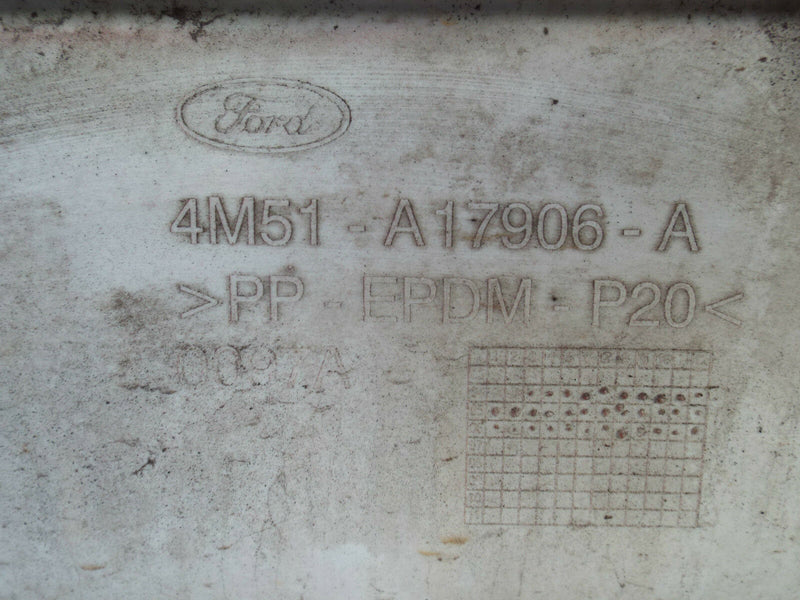 Ford
4M51 - A17906 - A
>PP - EPDM - P20<